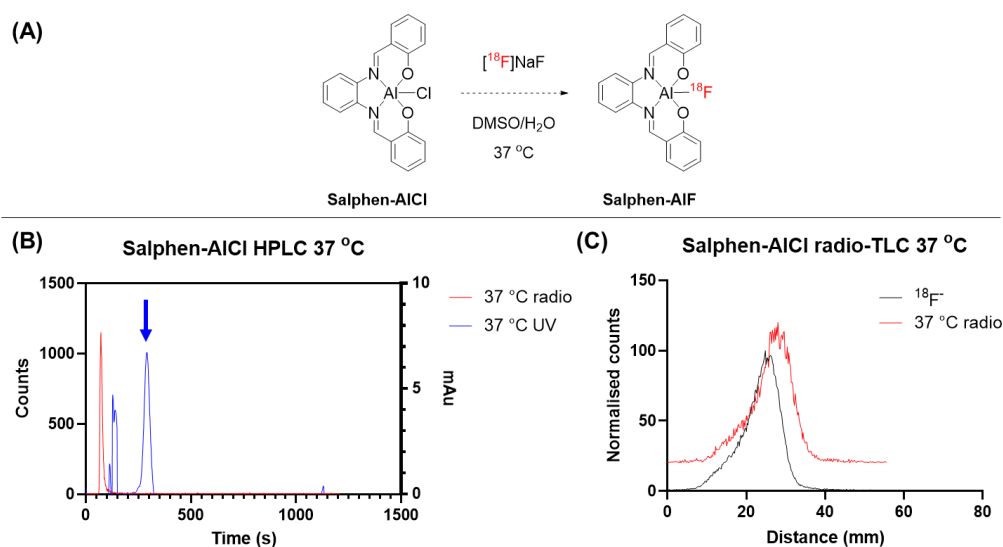 (A)
[¹⁸F]NaF
DMSO/H₂O
37 °C
N
O
Al
Cl
N
O
N
O
Al
¹⁸F
N
O
Salphen-AlCl
Salphen-AlF
(B)
Salphen-AlCl HPLC 37 °C
1500
1000
500
0
Counts
10
5
0
mAu
0
500
1000
1500
Time (s)
37 °C radio
37 °C UV
(C)
Salphen-AlCl radio-TLC 37 °C
150
100
50
0
Normalised counts
0
20
40
60
80
Distance (mm)
¹⁸F⁻
37 °C radio